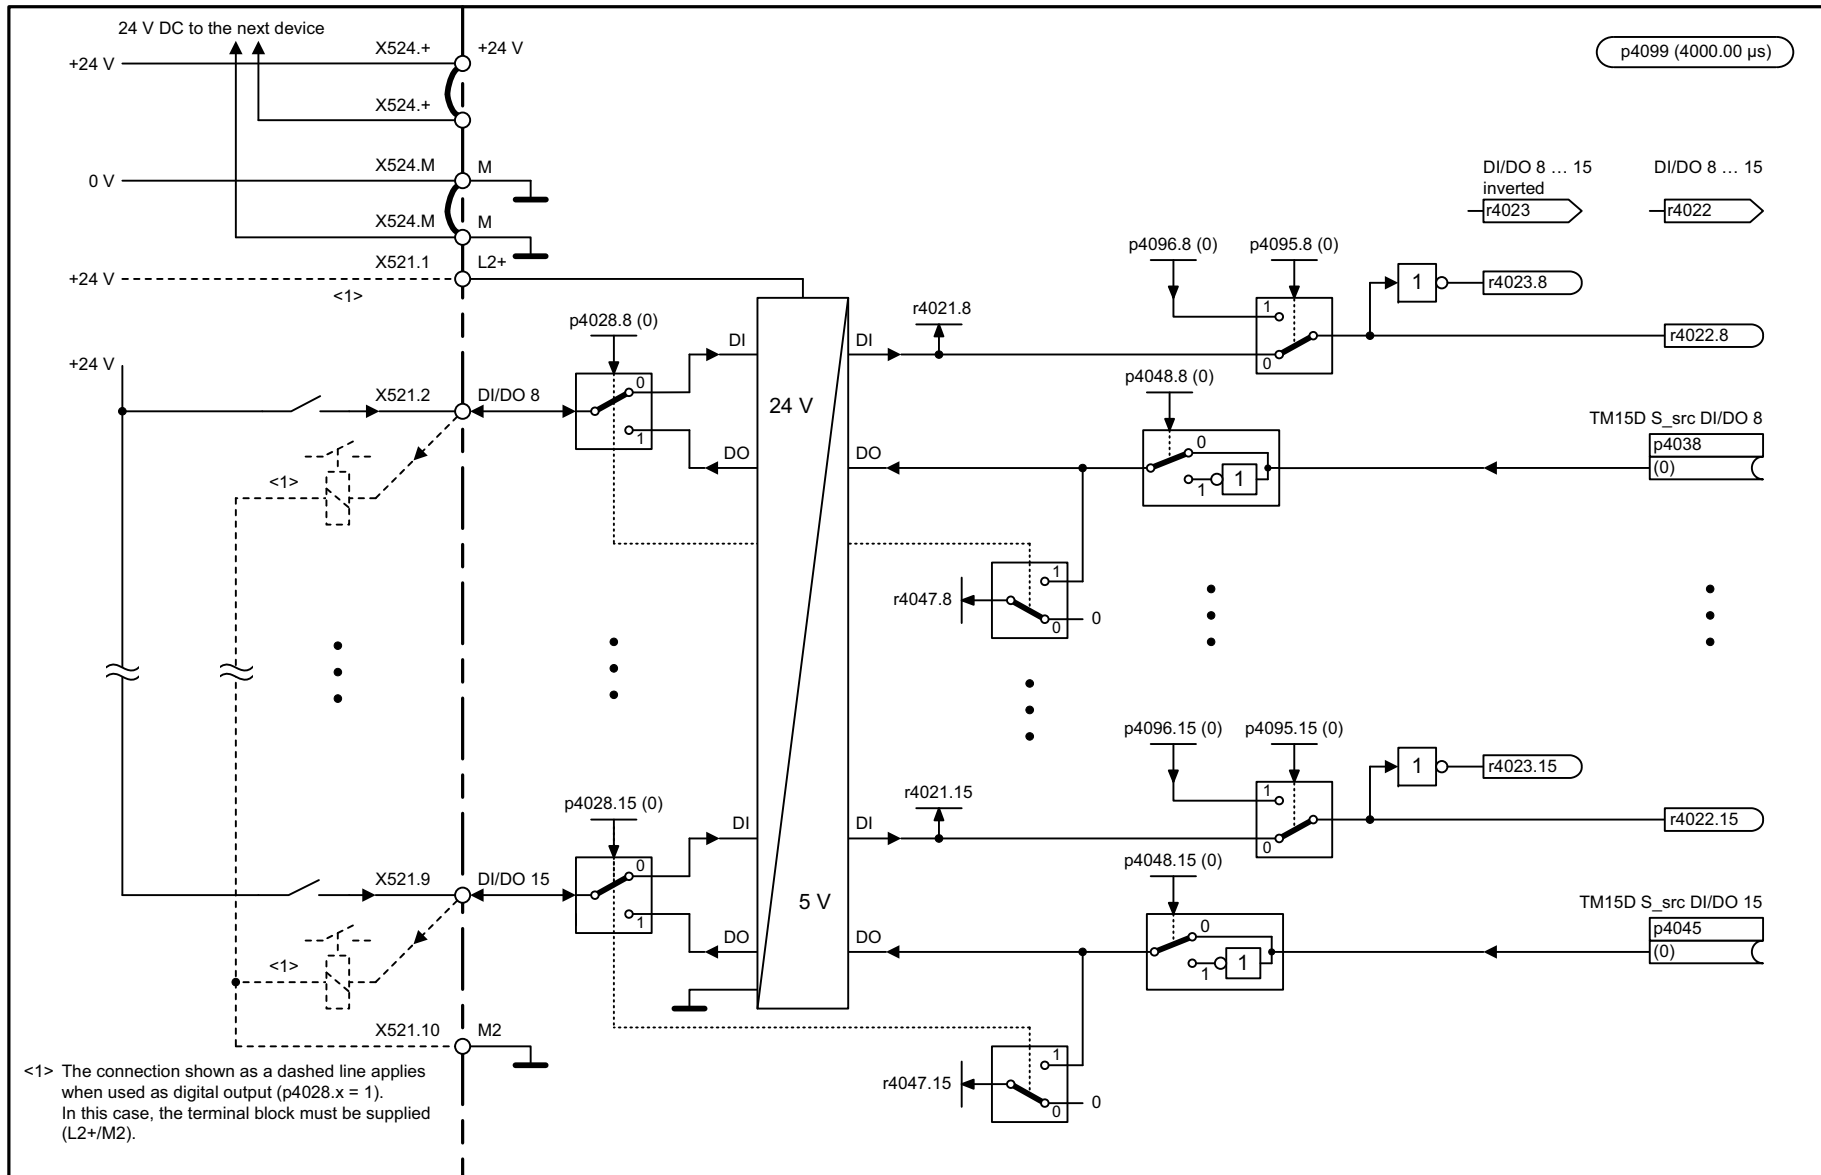 24 V DC to the next device
+24 V
X524.+
+24 V
p4099 (4000.00 µs)
X524.+
0 V
X524.M
M
X524.M
M
DI/DO 8 … 15
inverted
r4023
DI/DO 8 … 15
r4022
+24 V
<1>
X521.1
L2+
p4096.8 (0)
p4095.8 (0)
1
0
1
r4023.8
r4022.8
r4021.8
p4028.8 (0)
0
1
DI
DI
24 V
+24 V
X521.2
DI/DO 8
p4048.8 (0)
0
1
1
DO
DO
TM15D S_src DI/DO 8
p4038
(0)
<1>
r4047.8
1
0
0
p4096.15 (0)
p4095.15 (0)
1
0
1
r4023.15
r4022.15
r4021.15
p4028.15 (0)
0
1
DI
DI
5 V
X521.9
DI/DO 15
p4048.15 (0)
0
1
1
DO
DO
TM15D S_src DI/DO 15
p4045
(0)
<1>
X521.10
M2
r4047.15
1
0
0
<1> The connection shown as a dashed line applies
when used as digital output (p4028.x = 1).
In this case, the terminal block must be supplied
(L2+/M2).